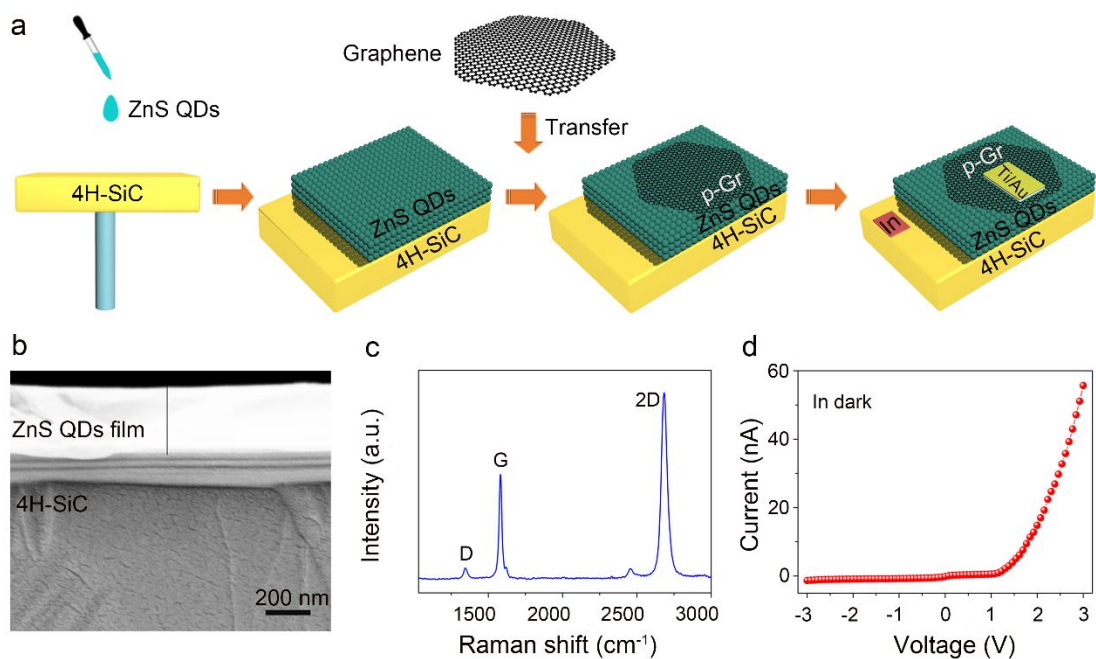 a
Graphene
ZnS QDs
Transfer
4H-SiC
ZnS QDs
4H-SiC
p-Gr
ZnS QDs
4H-SiC
p-Gr
Ti/Au
ZnS QDs
In
4H-SiC
b
ZnS QDs film
4H-SiC
200 nm
c
Intensity (a.u.)
D
G
2D
1500 2000 2500 3000
Raman shift (cm⁻¹)
d
In dark
Current (nA)
60
40
20
0
-3 -2 -1 0 1 2 3
Voltage (V)